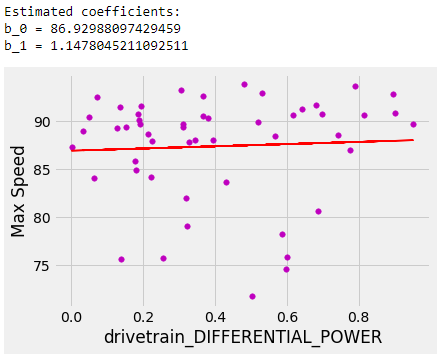 Estimated coefficients:
b_0 = 86.92988097429459
b_1 = 1.1478045211092511
90
85
80
75
Max Speed
0.0 0.2 0.4 0.6 0.8
drivetrain_DIFFERENTIAL_POWER